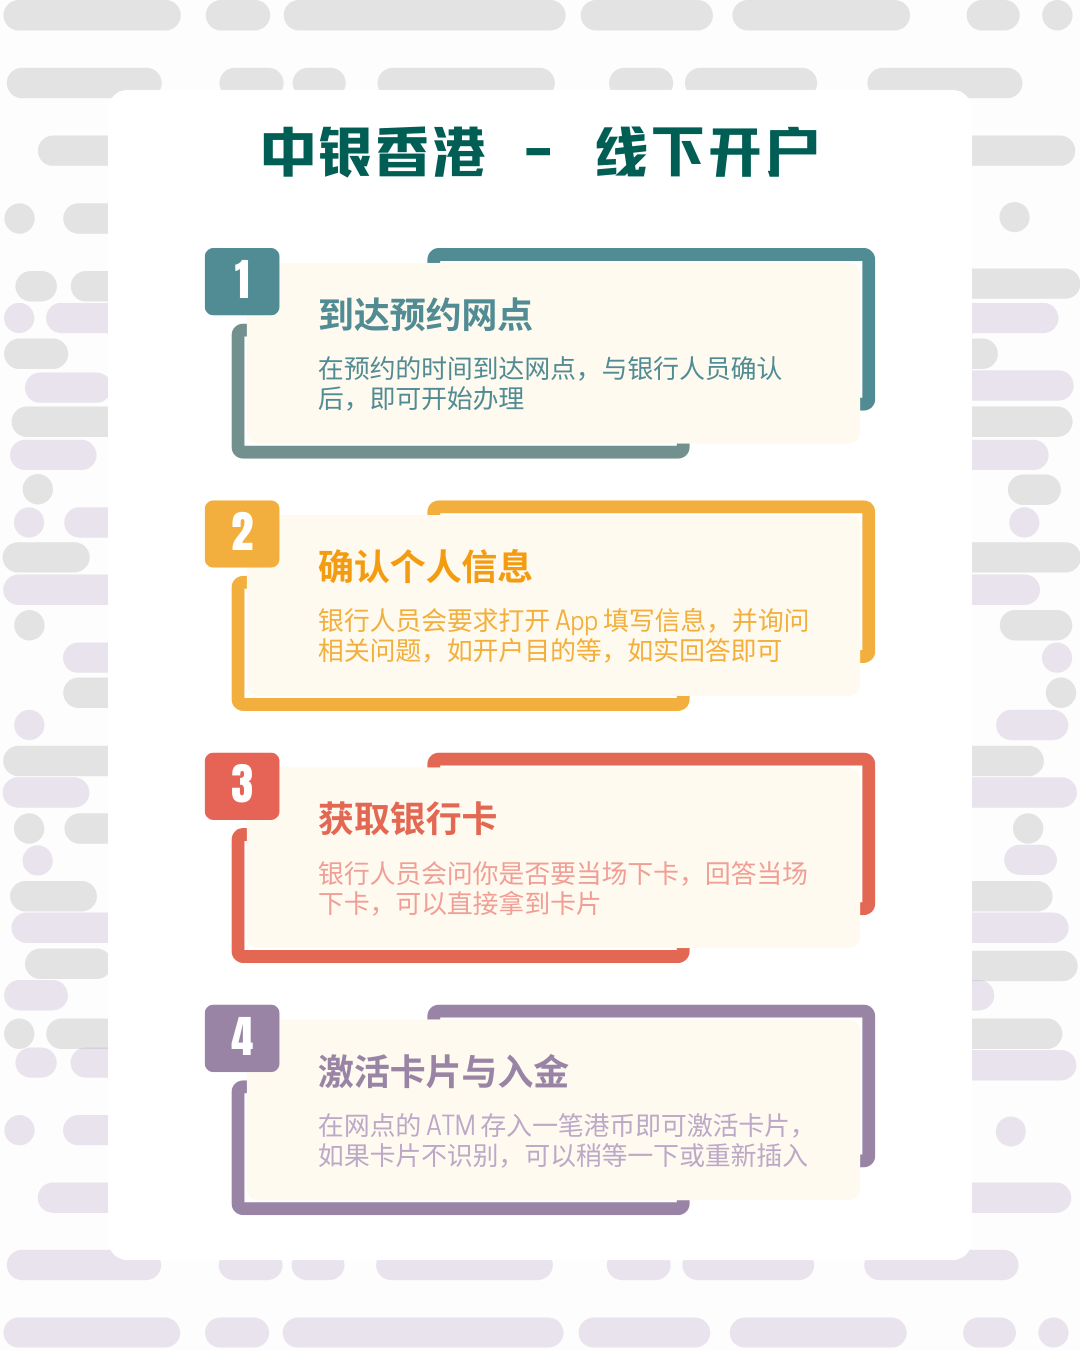 中银香港 - 线下开户
1
到达预约网点
在预约的时间到达网点，与银行人员确认
后，即可开始办理
2
确认个人信息
银行人员会要求打开 App 填写信息，并询问
相关问题，如开户目的等，如实回答即可
3
获取银行卡
银行人员会问你是否要当场下卡，回答当场
下卡，可以直接拿到卡片
4
激活卡片与入金
在网点的 ATM 存入一笔港币即可激活卡片，
如果卡片不识别，可以稍等一下或重新插入